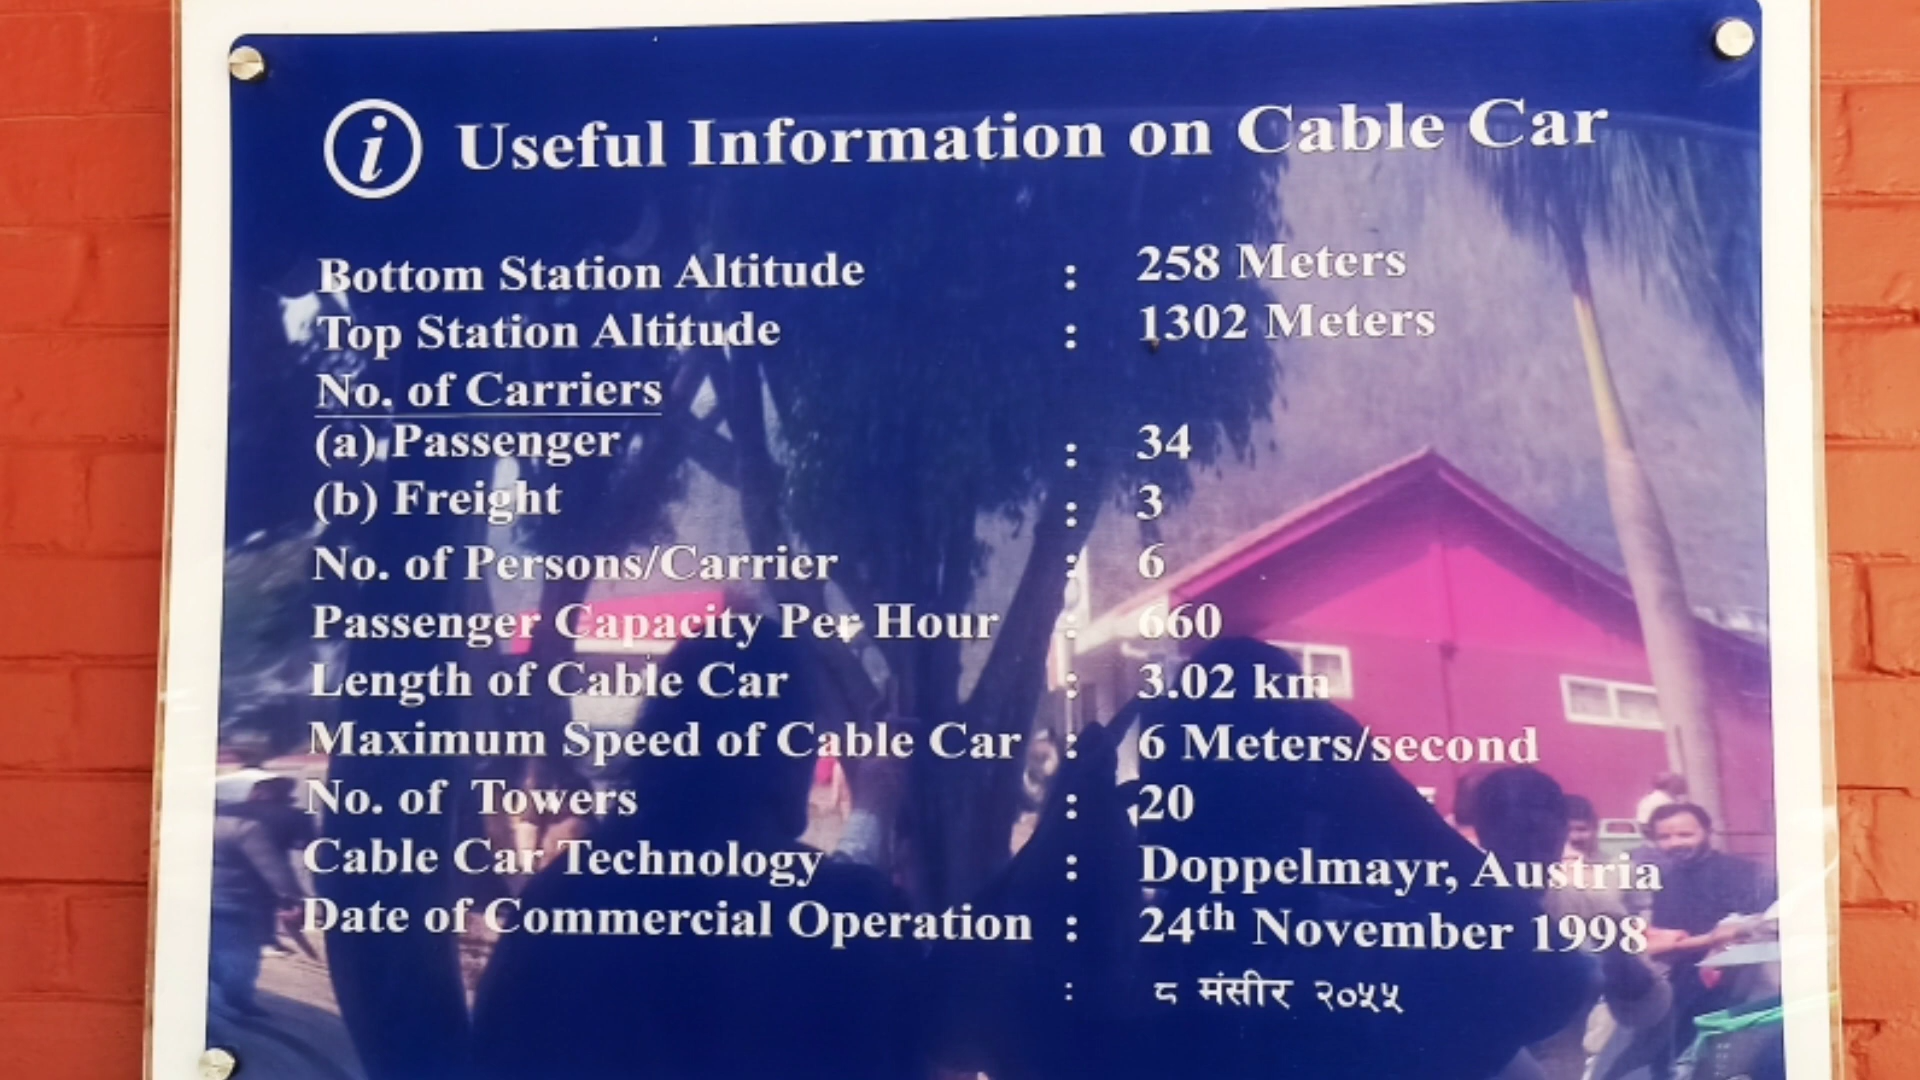 i Useful Information on Cable Car
Bottom Station Altitude : 258 Meters
Top Station Altitude : 1302 Meters
No. of Carriers
(a) Passenger : 34
(b) Freight : 3
No. of Persons/Carrier : 6
Passenger Capacity Per Hour : 660
Length of Cable Car : 3.02 km
Maximum Speed of Cable Car : 6 Meters/second
No. of Towers : 20
Cable Car Technology : Doppelmayr, Austria
Date of Commercial Operation : 24th November 1998
: ८ मंसीर २०५५